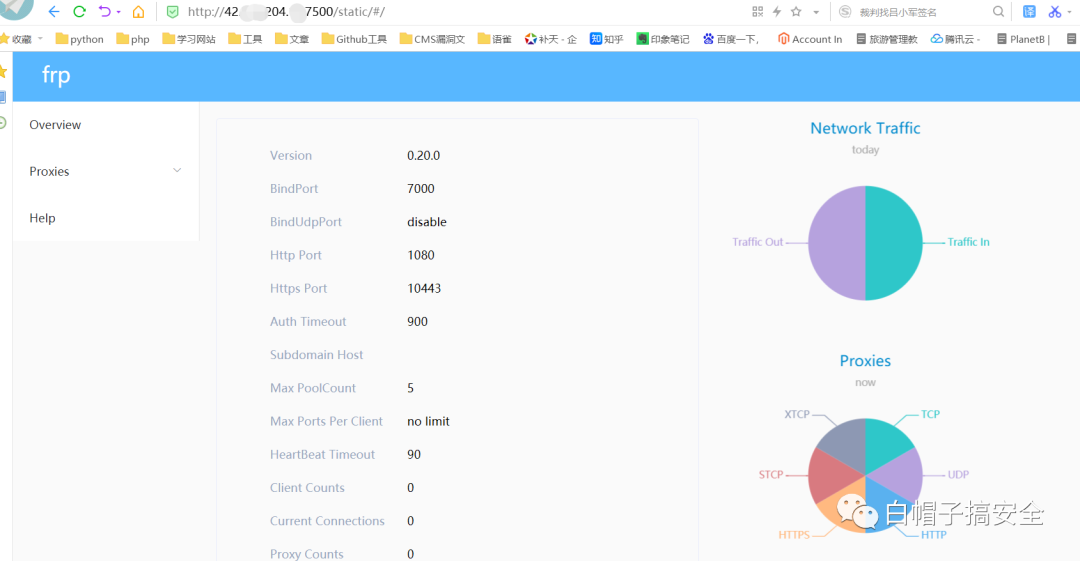 http://42 204. 7500/static/#/
裁判找吕小军签名
译
收藏 python php 学习网站 工具 文章 Github工具 CMS漏洞文 语雀 补天 - 企 知乎 印象笔记 百度一下, Account In 旅游管理教 腾讯云 - PlanetB |
frp
Overview
Proxies
Help
Version 0.20.0
BindPort 7000
BindUdpPort disable
Http Port 1080
Https Port 10443
Auth Timeout 900
Subdomain Host
Max PoolCount 5
Max Ports Per Client no limit
HeartBeat Timeout 90
Client Counts 0
Current Connections 0
Proxy Counts 0
Network Traffic
today
Traffic Out Traffic In
Proxies
now
XTCP TCP
STCP UDP
HTTPS HTTP
白帽子搞安全